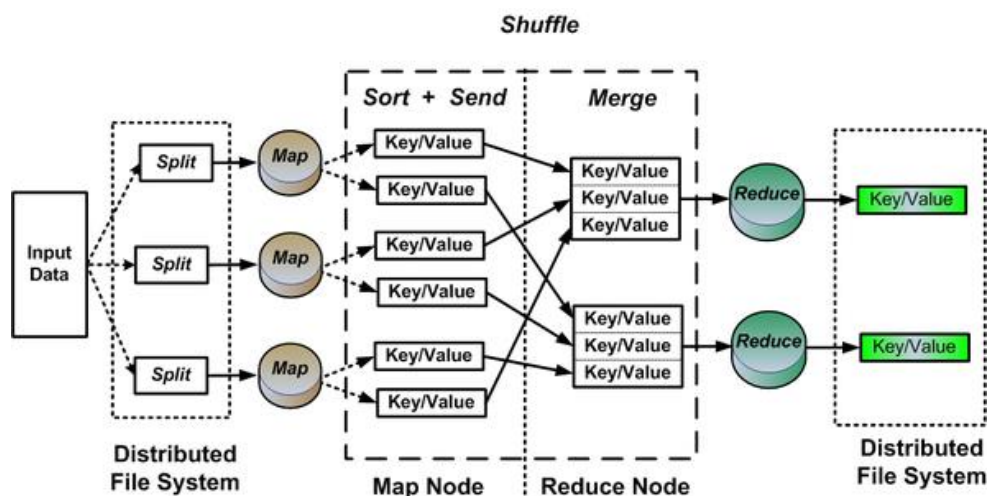 Shuffle
Sort + Send
Merge
Input
Data
Split
Split
Split
Map
Map
Map
Key/Value
Key/Value
Key/Value
Key/Value
Key/Value
Key/Value
Key/Value
Key/Value
Key/Value
Key/Value
Key/Value
Key/Value
Reduce
Reduce
Key/Value
Key/Value
Distributed
File System
Map Node
Reduce Node
Distributed
File System